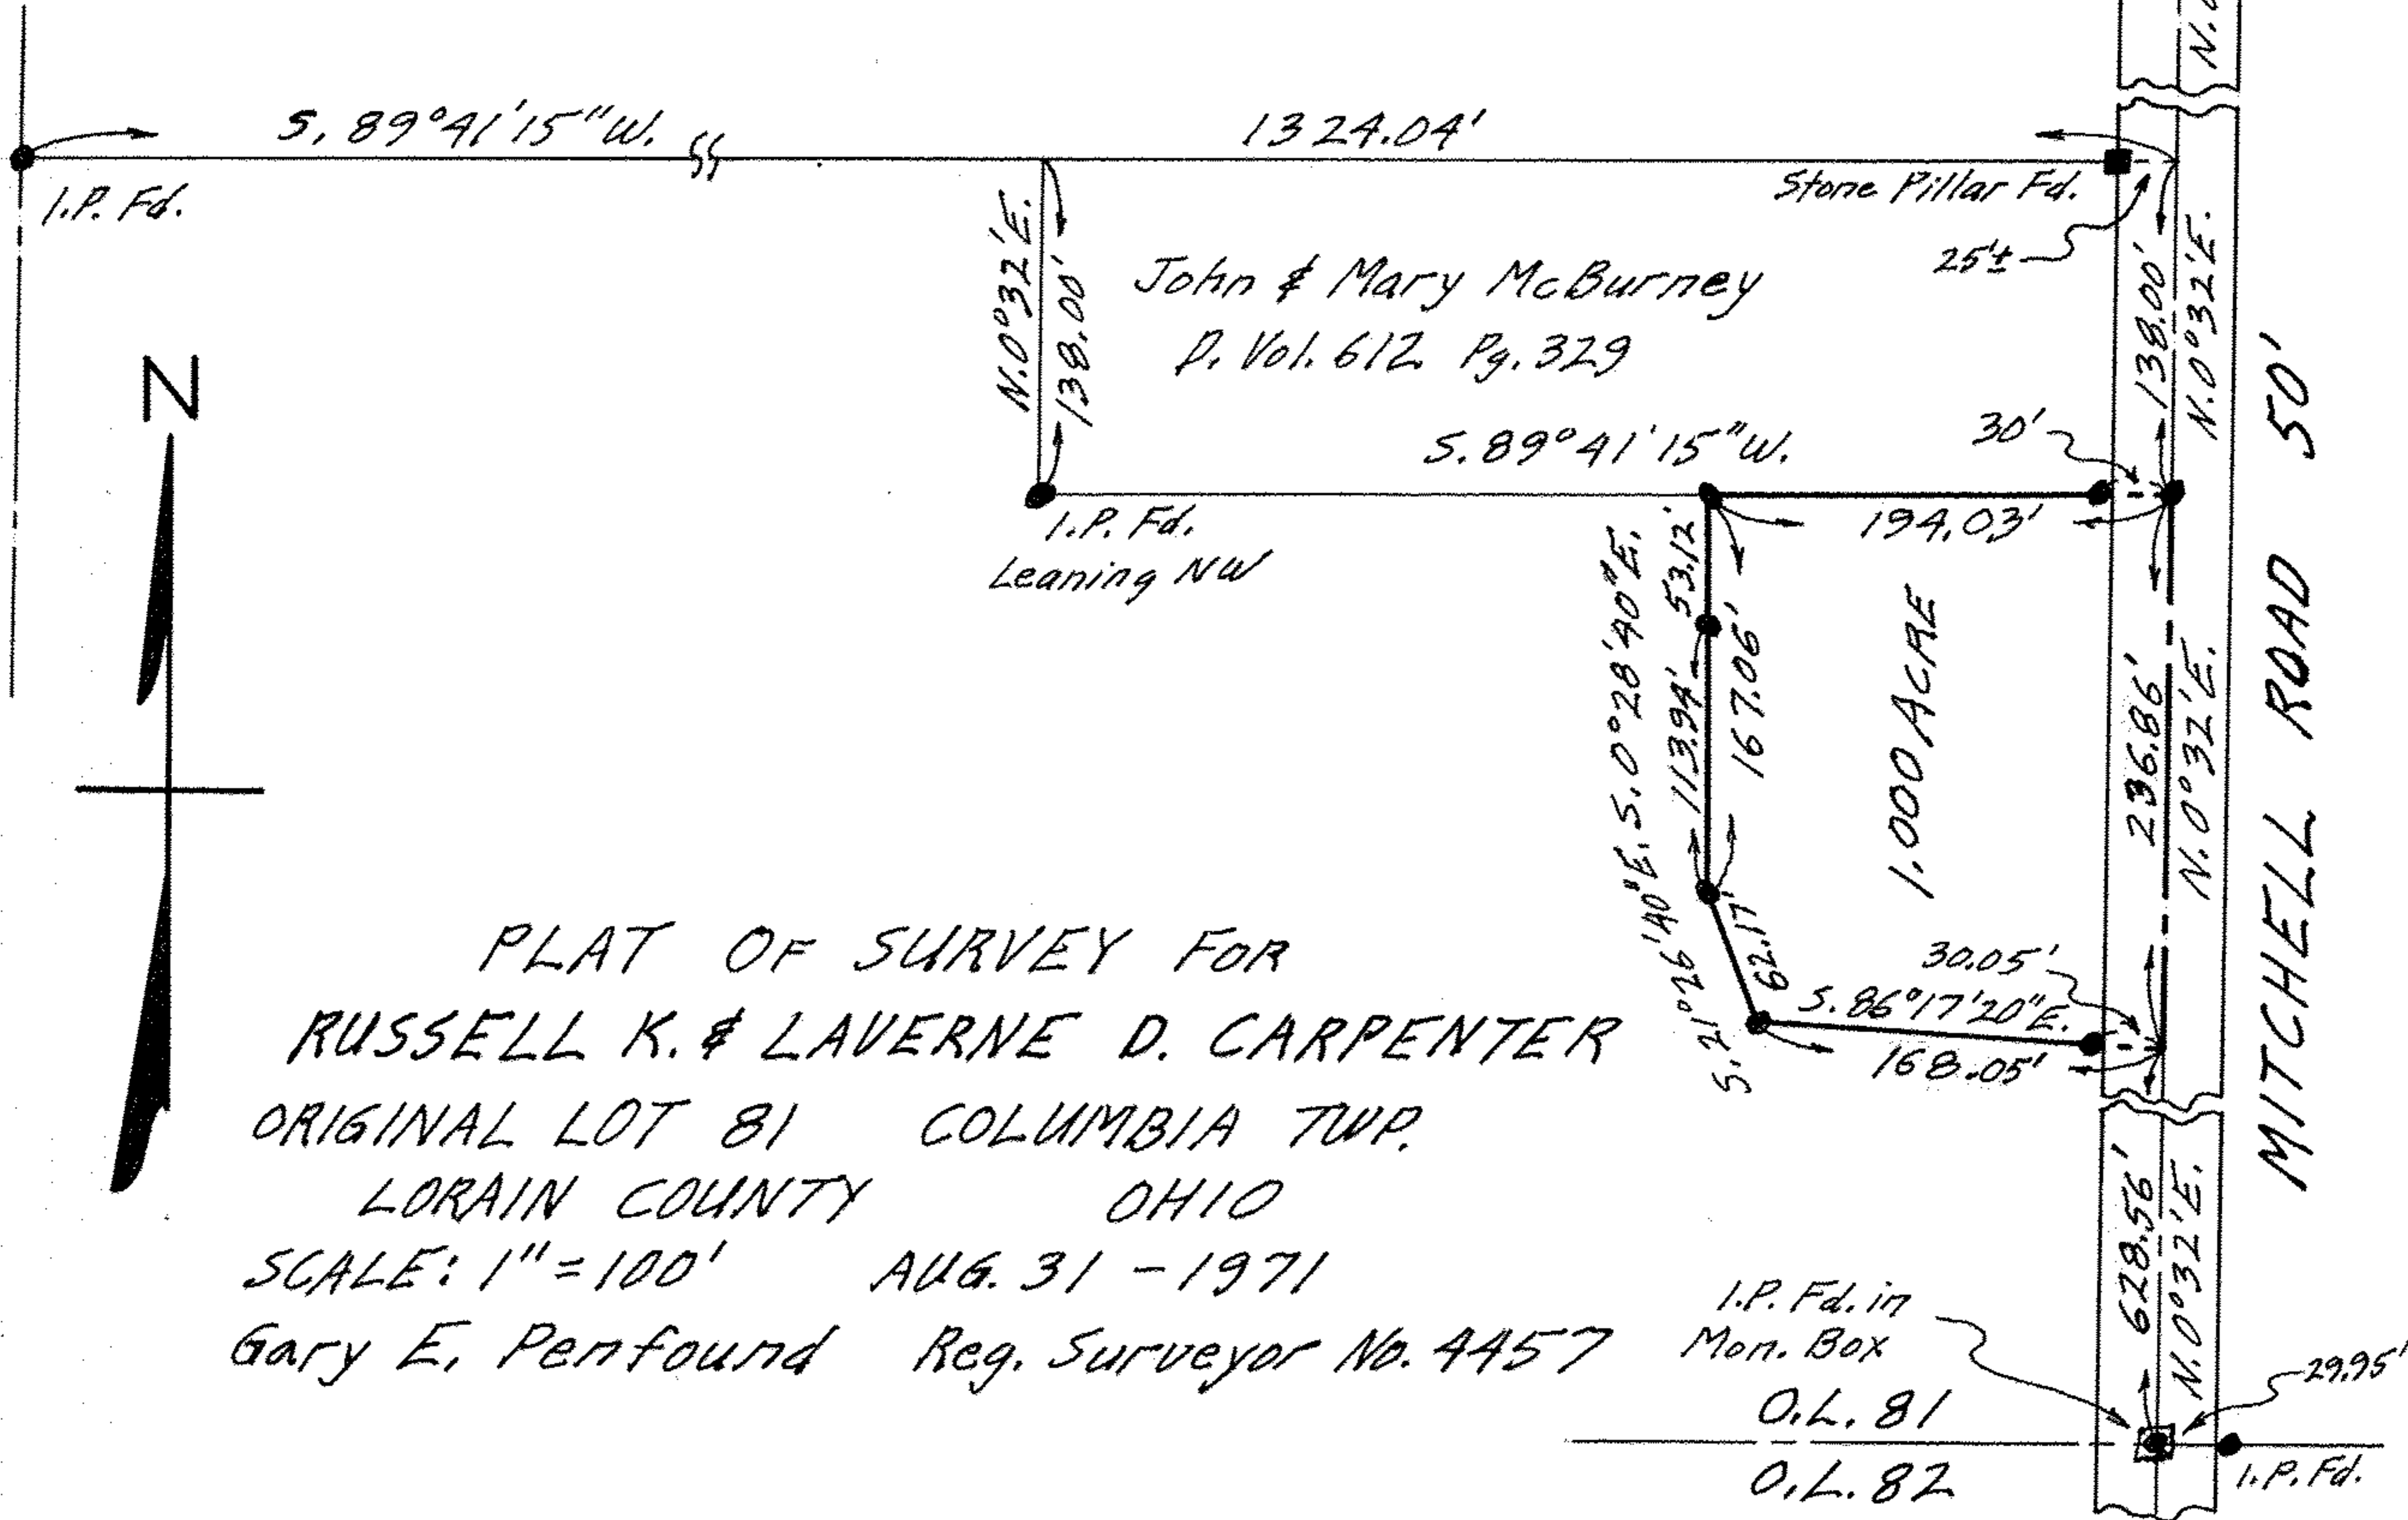 S. 89°41'15"W.
1324.04'
I.P. Fd.
Stone Pillar Fd.
25'±
N.0°32'E.
138.00'
John & Mary McBurney
D. Vol. 612 Pg. 329
138.00'
N.0°32'E.
N
S. 89°41'15"W.
30'
194.03'
I.P. Fd.
Leaning NW
S.0°28'40"E.
53.12'
113.94'
167.06'
1.000 ACRE
236.86'
N.0°32'E.
MITCHELL ROAD 50'
S. 21°26'40"E.
62.17'
30.05'
S. 86°17'20"E.
168.05'
PLAT OF SURVEY FOR
RUSSELL K. & LAVERNE D. CARPENTER
ORIGINAL LOT 81 COLUMBIA TWP.
LORAIN COUNTY OHIO
SCALE: 1"=100' AUG. 31 - 1971
Gary E. Penfound Reg. Surveyor No. 4457
628.56'
N.0°32'E.
I.P. Fd. in
Mon. Box
29.95'
O.L. 81
O.L. 82
I.P. Fd.